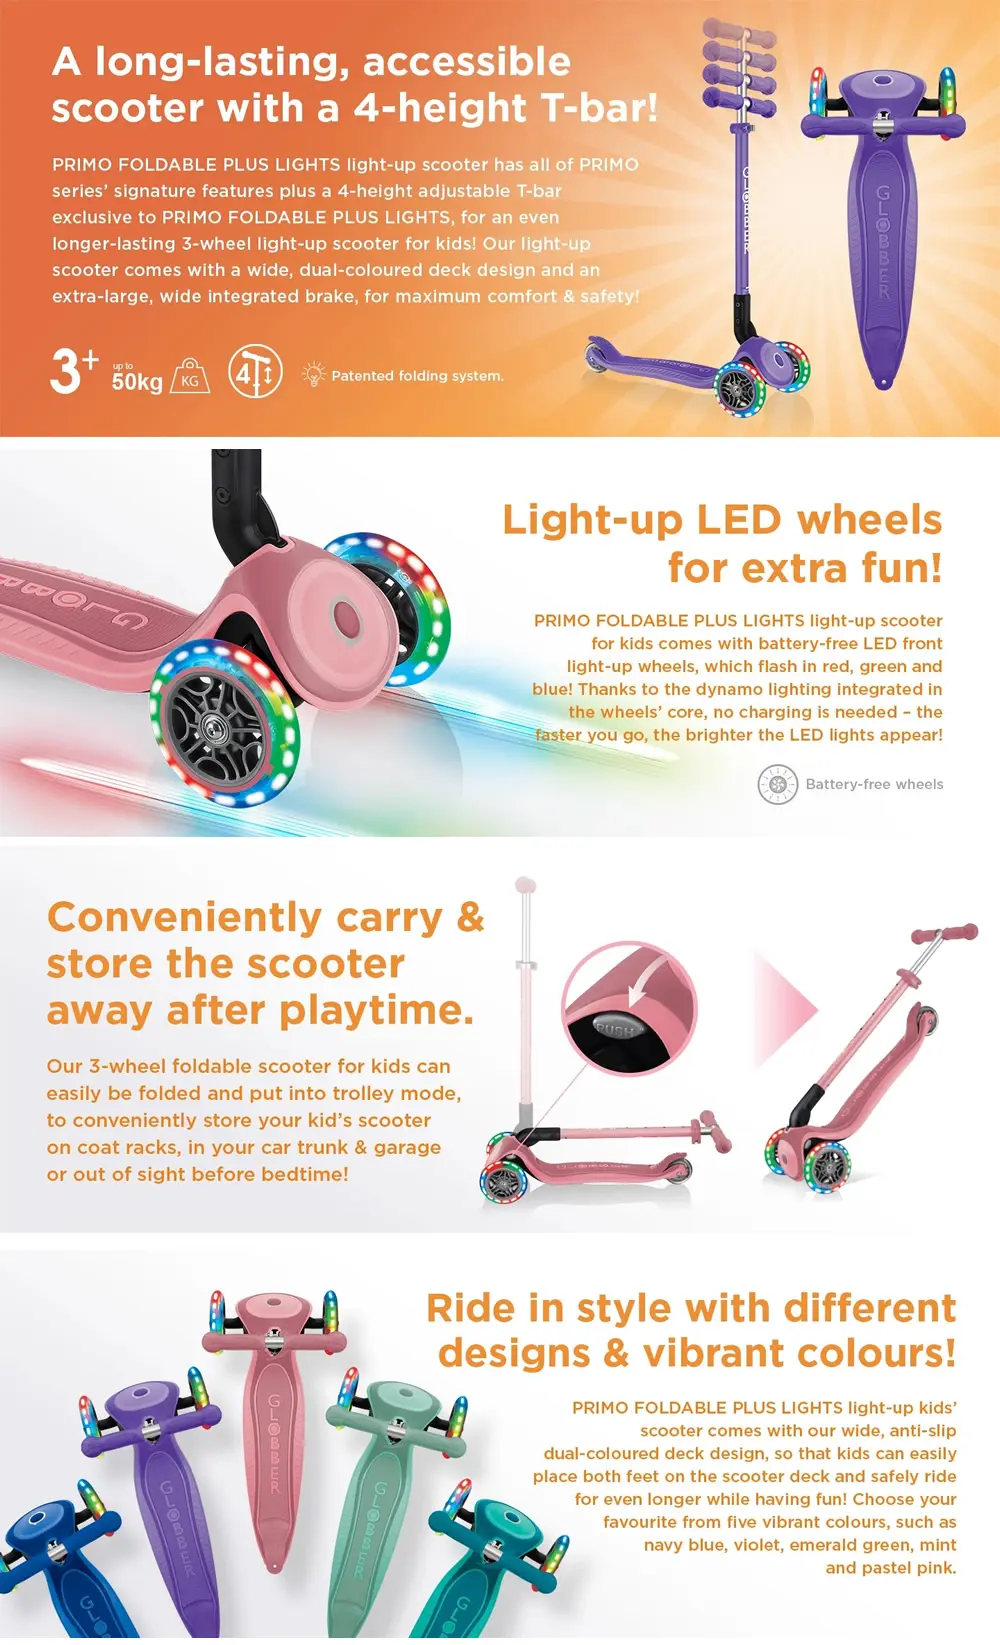 A long-lasting, accessible
scooter with a 4-height T-bar!
PRIMO FOLDABLE PLUS LIGHTS light-up scooter has all of PRIMO
series’ signature features plus a 4-height adjustable T-bar
exclusive to PRIMO FOLDABLE PLUS LIGHTS, for an even
longer-lasting 3-wheel light-up scooter for kids! Our light-up
scooter comes with a wide, dual-coloured deck design and an
extra-large, wide integrated brake, for maximum comfort & safety!
3+
up to
50kg
KG
4
Patented folding system.
GLOBBER
GLOBBER
GLOBBER
Light-up LED wheels
for extra fun!
PRIMO FOLDABLE PLUS LIGHTS light-up scooter
for kids comes with battery-free LED front
light-up wheels, which flash in red, green and
blue! Thanks to the dynamo lighting integrated in
the wheels’ core, no charging is needed – the
faster you go, the brighter the LED lights appear!
Battery-free wheels
Conveniently carry &
store the scooter
away after playtime.
Our 3-wheel foldable scooter for kids can
easily be folded and put into trolley mode,
to conveniently store your kid’s scooter
on coat racks, in your car trunk & garage
or out of sight before bedtime!
PUSH
GLOBBER
Ride in style with different
designs & vibrant colours!
PRIMO FOLDABLE PLUS LIGHTS light-up kids’
scooter comes with our wide, anti-slip
dual-coloured deck design, so that kids can easily
place both feet on the scooter deck and safely ride
for even longer while having fun! Choose your
favourite from five vibrant colours, such as
navy blue, violet, emerald green, mint
and pastel pink.
GLOBBER
GLOBBER
GLOBBER